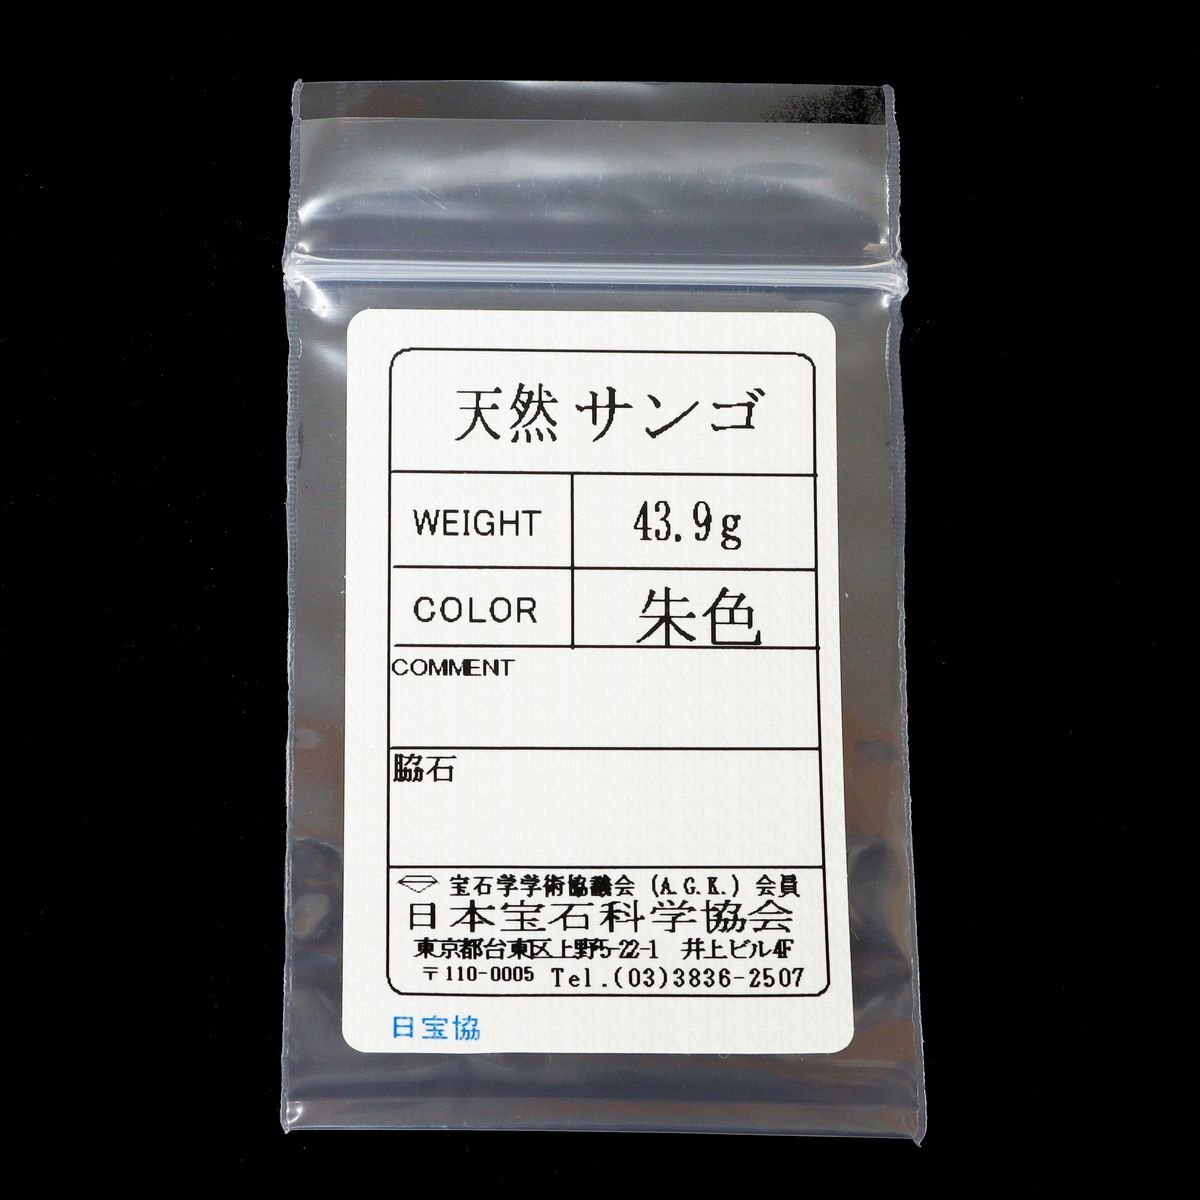 天然 サンゴ
WEIGHT 43.9g
COLOR 朱色
COMMENT
脇石
宝石学学術協議会 (A.G.K.) 会員
日本宝石科学協会
東京都台東区上野5-22-1 井上ビル4F
〒110-0005 Tel.(03)3836-2507
日宝協